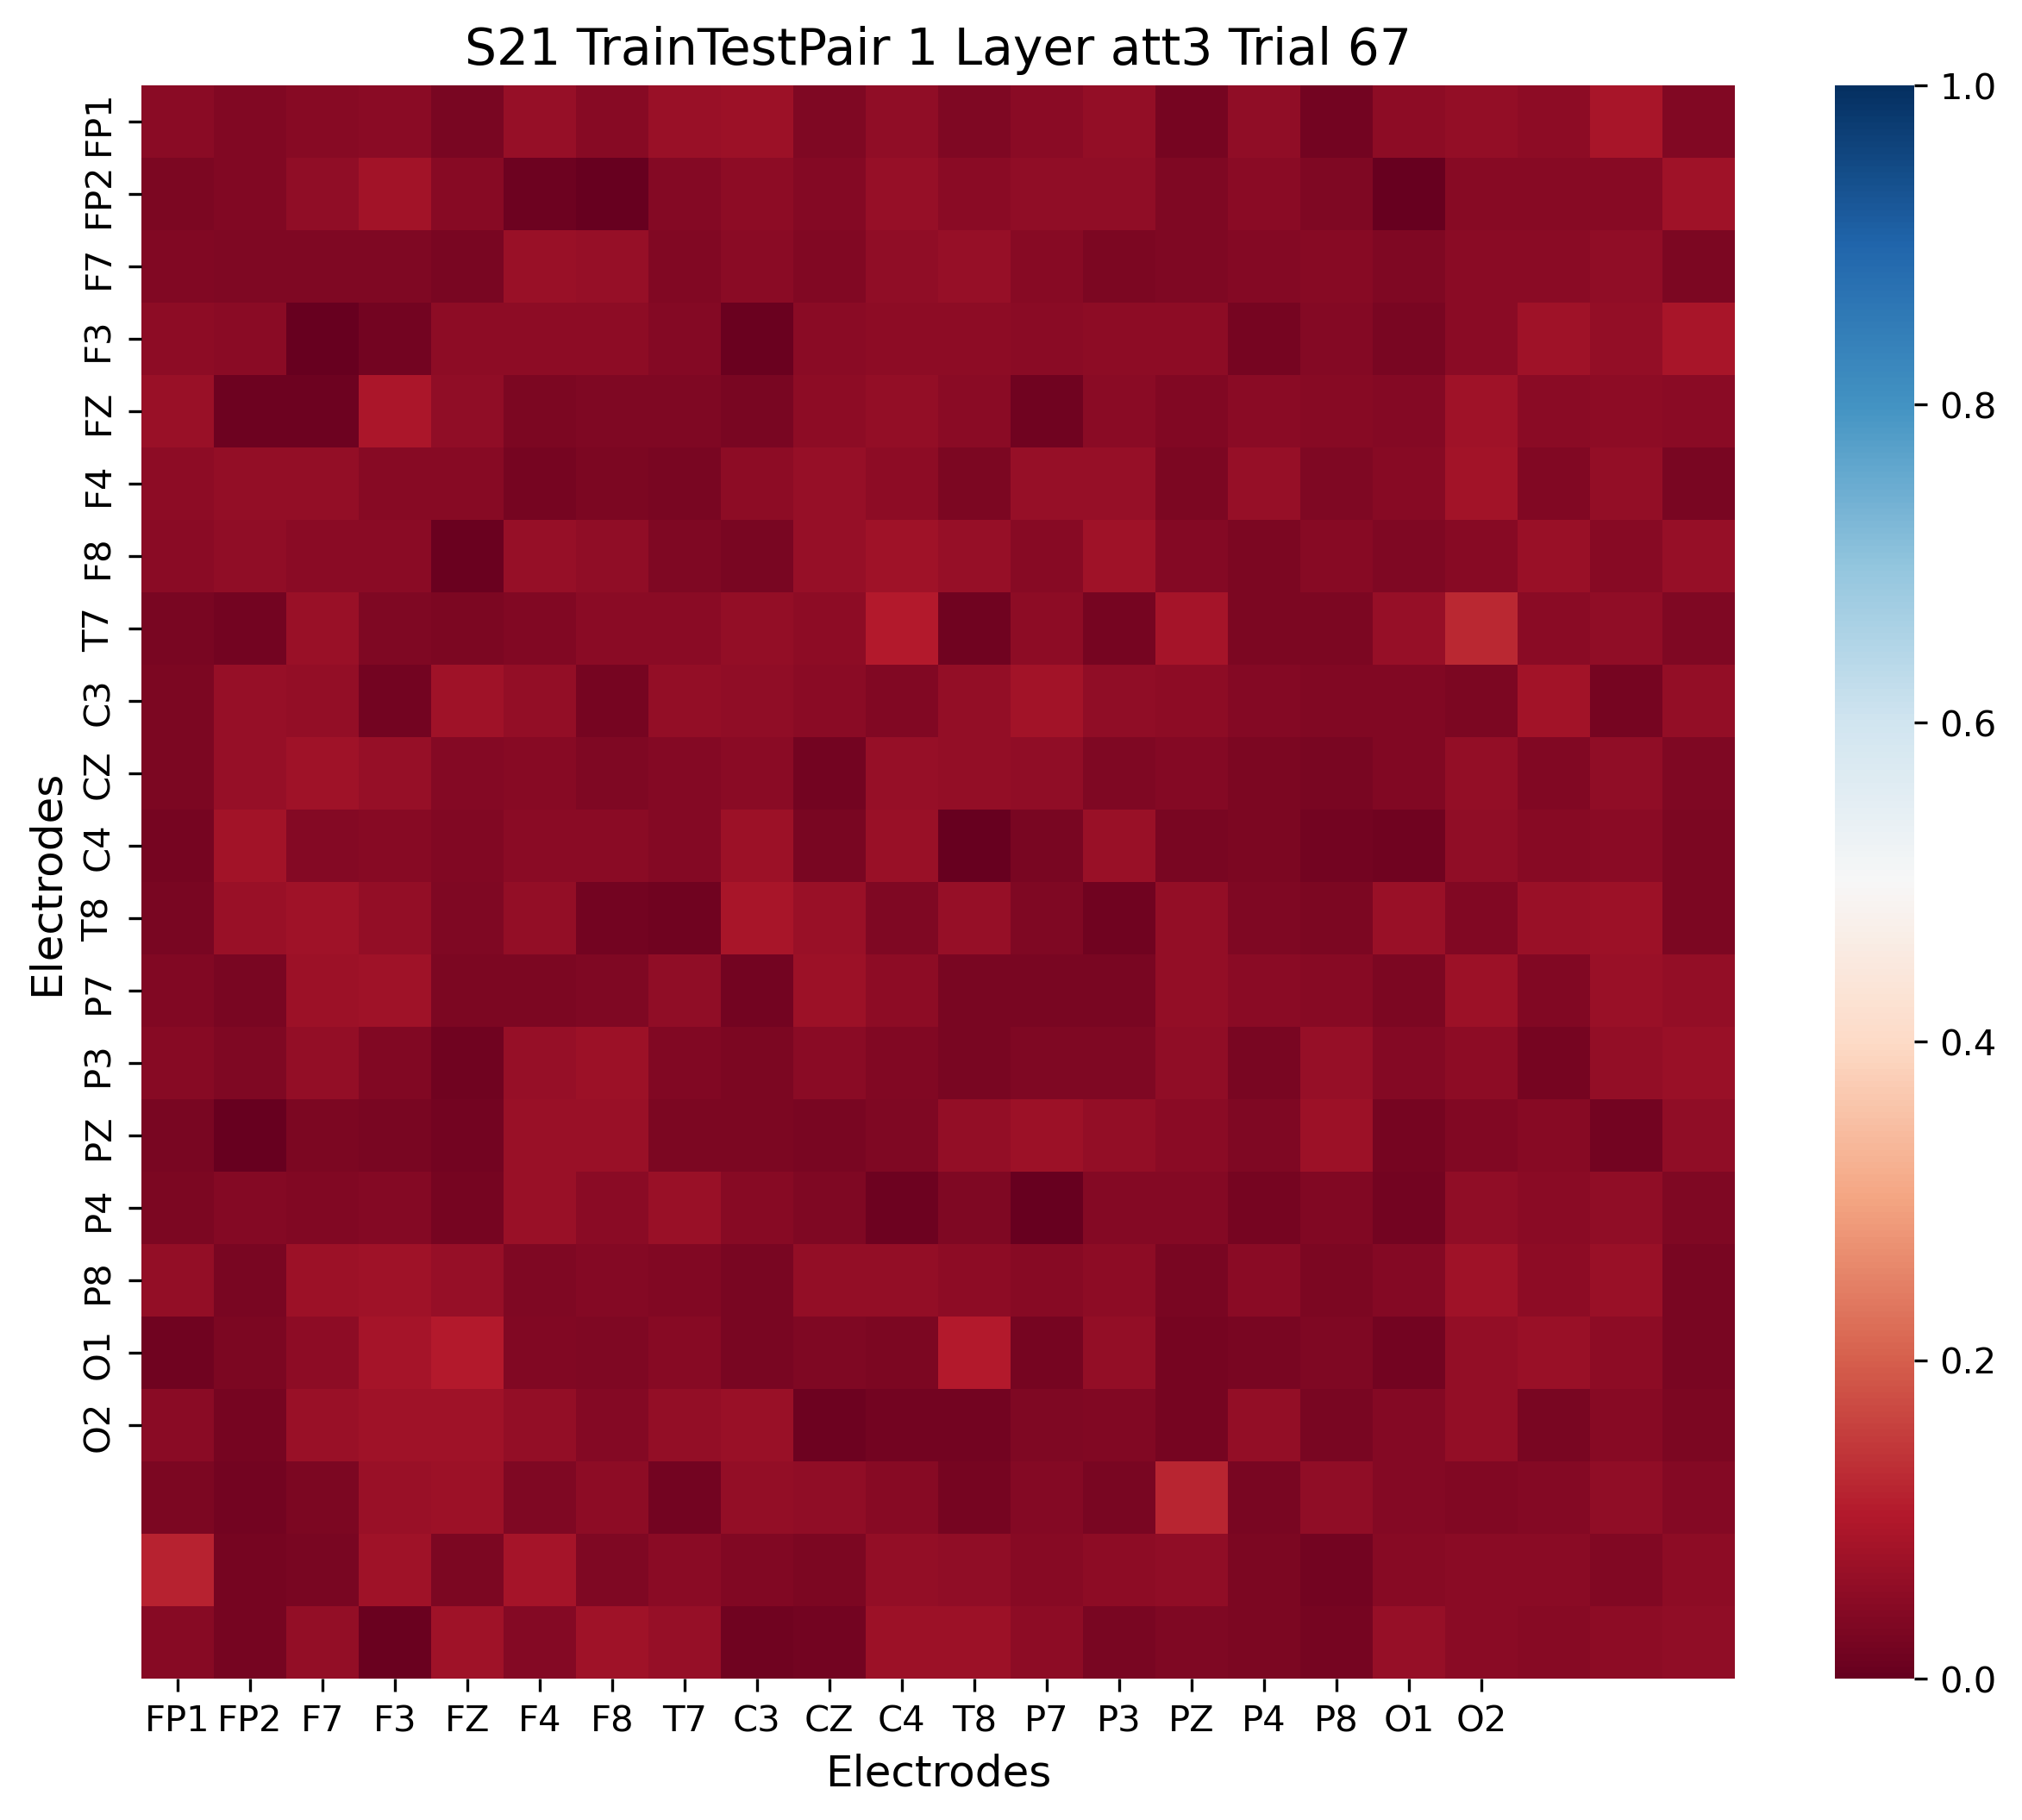 S21 TrainTestPair 1 Layer att3 Trial 67
Electrodes
FP1
FP2
F7
F3
FZ
F4
F8
T7
C3
CZ
C4
T8
P7
P3
PZ
P4
P8
O1
O2
FP1 FP2 F7 F3 FZ F4 F8 T7 C3 CZ C4 T8 P7 P3 PZ P4 P8 O1 O2
Electrodes
1.0
0.8
0.6
0.4
0.2
0.0